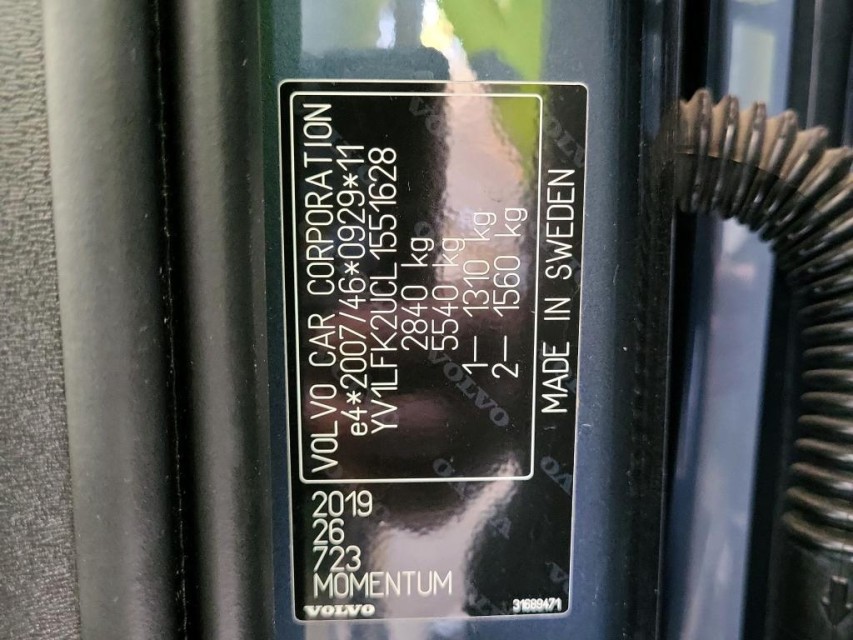 VOLVO CAR CORPORATION
e4*2007/46*0929*11
YV1LFK2UCL1551628
2840 kg
5540 kg
1— 1310 kg
2— 1560 kg
MADE IN SWEDEN
2019
26
723
MOMENTUM
VOLVO
31689471